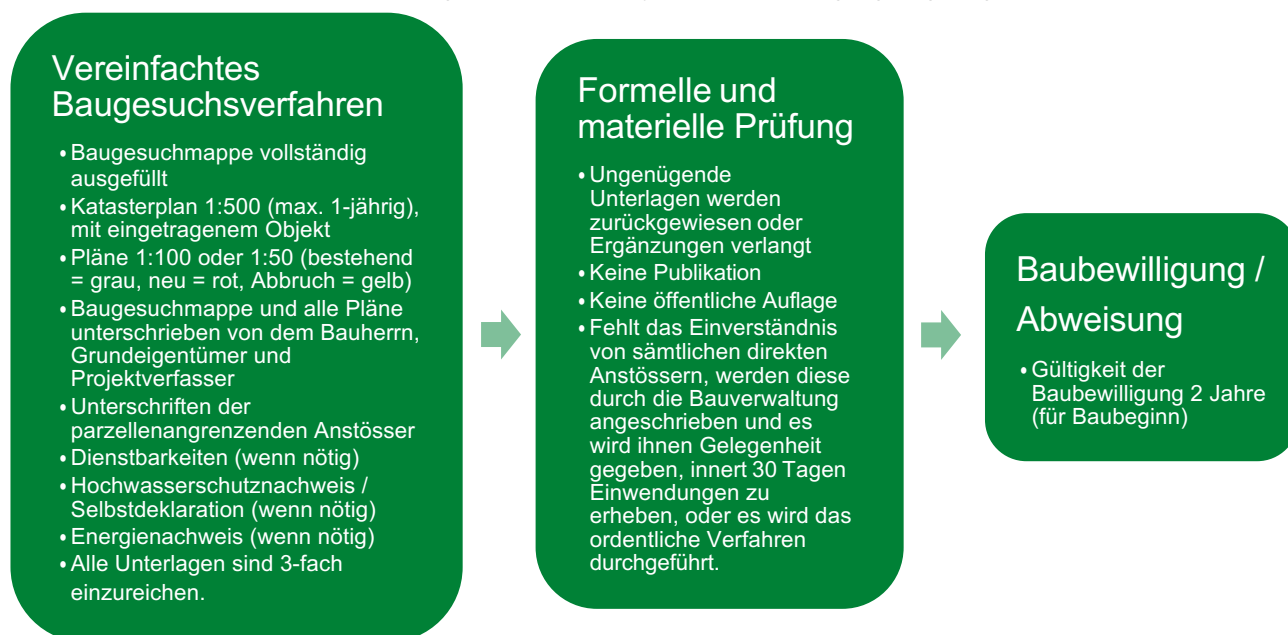 Vereinfachtes
Baugesuchsverfahren
• Baugesuchmappe vollständig
ausgefüllt
• Katasterplan 1:500 (max. 1-jährig),
mit eingetragenem Objekt
• Pläne 1:100 oder 1:50 (bestehend
= grau, neu = rot, Abbruch = gelb)
• Baugesuchmappe und alle Pläne
unterschrieben von dem Bauherrn,
Grundeigentümer und
Projektverfasser
• Unterschriften der
parzellenangrenzenden Anstösser
• Dienstbarkeiten (wenn nötig)
• Hochwasserschutznachweis /
Selbstdeklaration (wenn nötig)
• Energienachweis (wenn nötig)
• Alle Unterlagen sind 3-fach
einzureichen.
Formelle und
materielle Prüfung
• Ungenügende
Unterlagen werden
zurückgewiesen oder
Ergänzungen verlangt
• Keine Publikation
• Keine öffentliche Auflage
• Fehlt das Einverständnis
von sämtlichen direkten
Anstössern, werden diese
durch die Bauverwaltung
angeschrieben und es
wird ihnen Gelegenheit
gegeben, innert 30 Tagen
Einwendungen zu
erheben, oder es wird das
ordentliche Verfahren
durchgeführt.
Baubewilligung /
Abweisung
• Gültigkeit der
Baubewilligung 2 Jahre
(für Baubeginn)